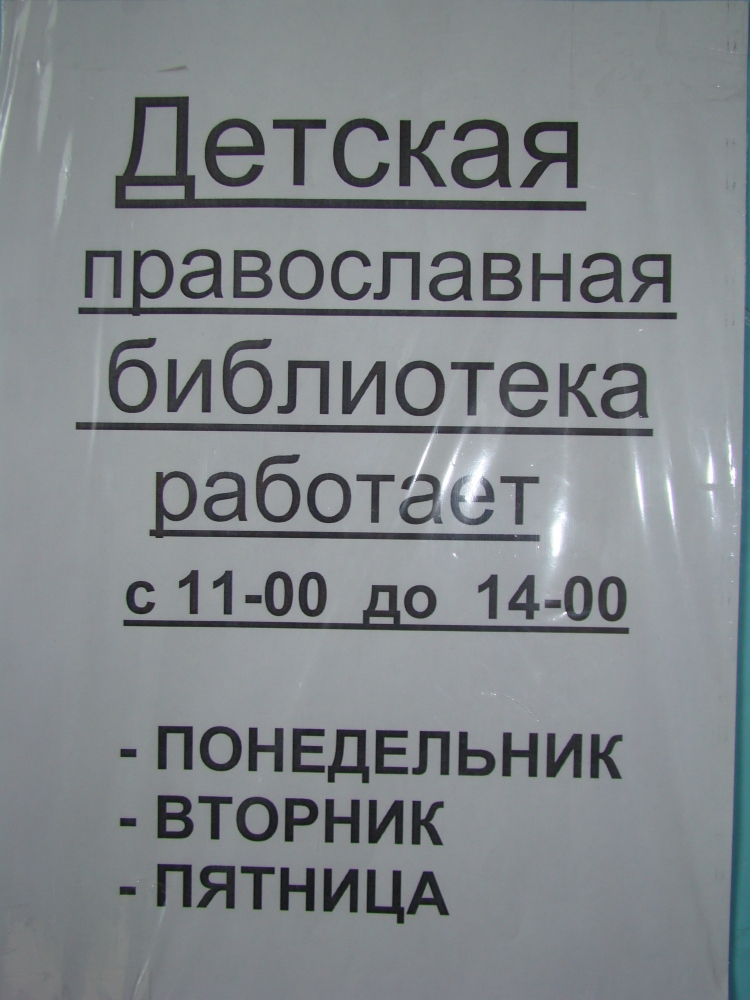 Детская
православная
библиотека
работает
с 11-00 до 14-00
- ПОНЕДЕЛЬНИК
- ВТОРНИК
- ПЯТНИЦА